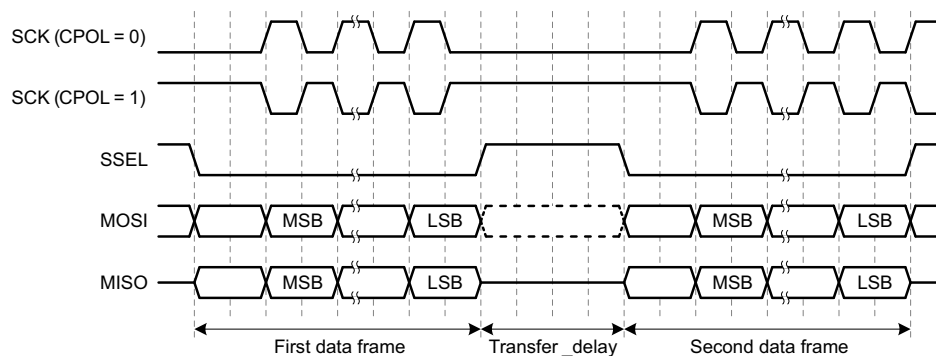 SCK (CPOL = 0)
SCK (CPOL = 1)
SSEL
MOSI MSB LSB MSB LSB
MISO MSB LSB MSB LSB
First data frame Transfer _delay Second data frame